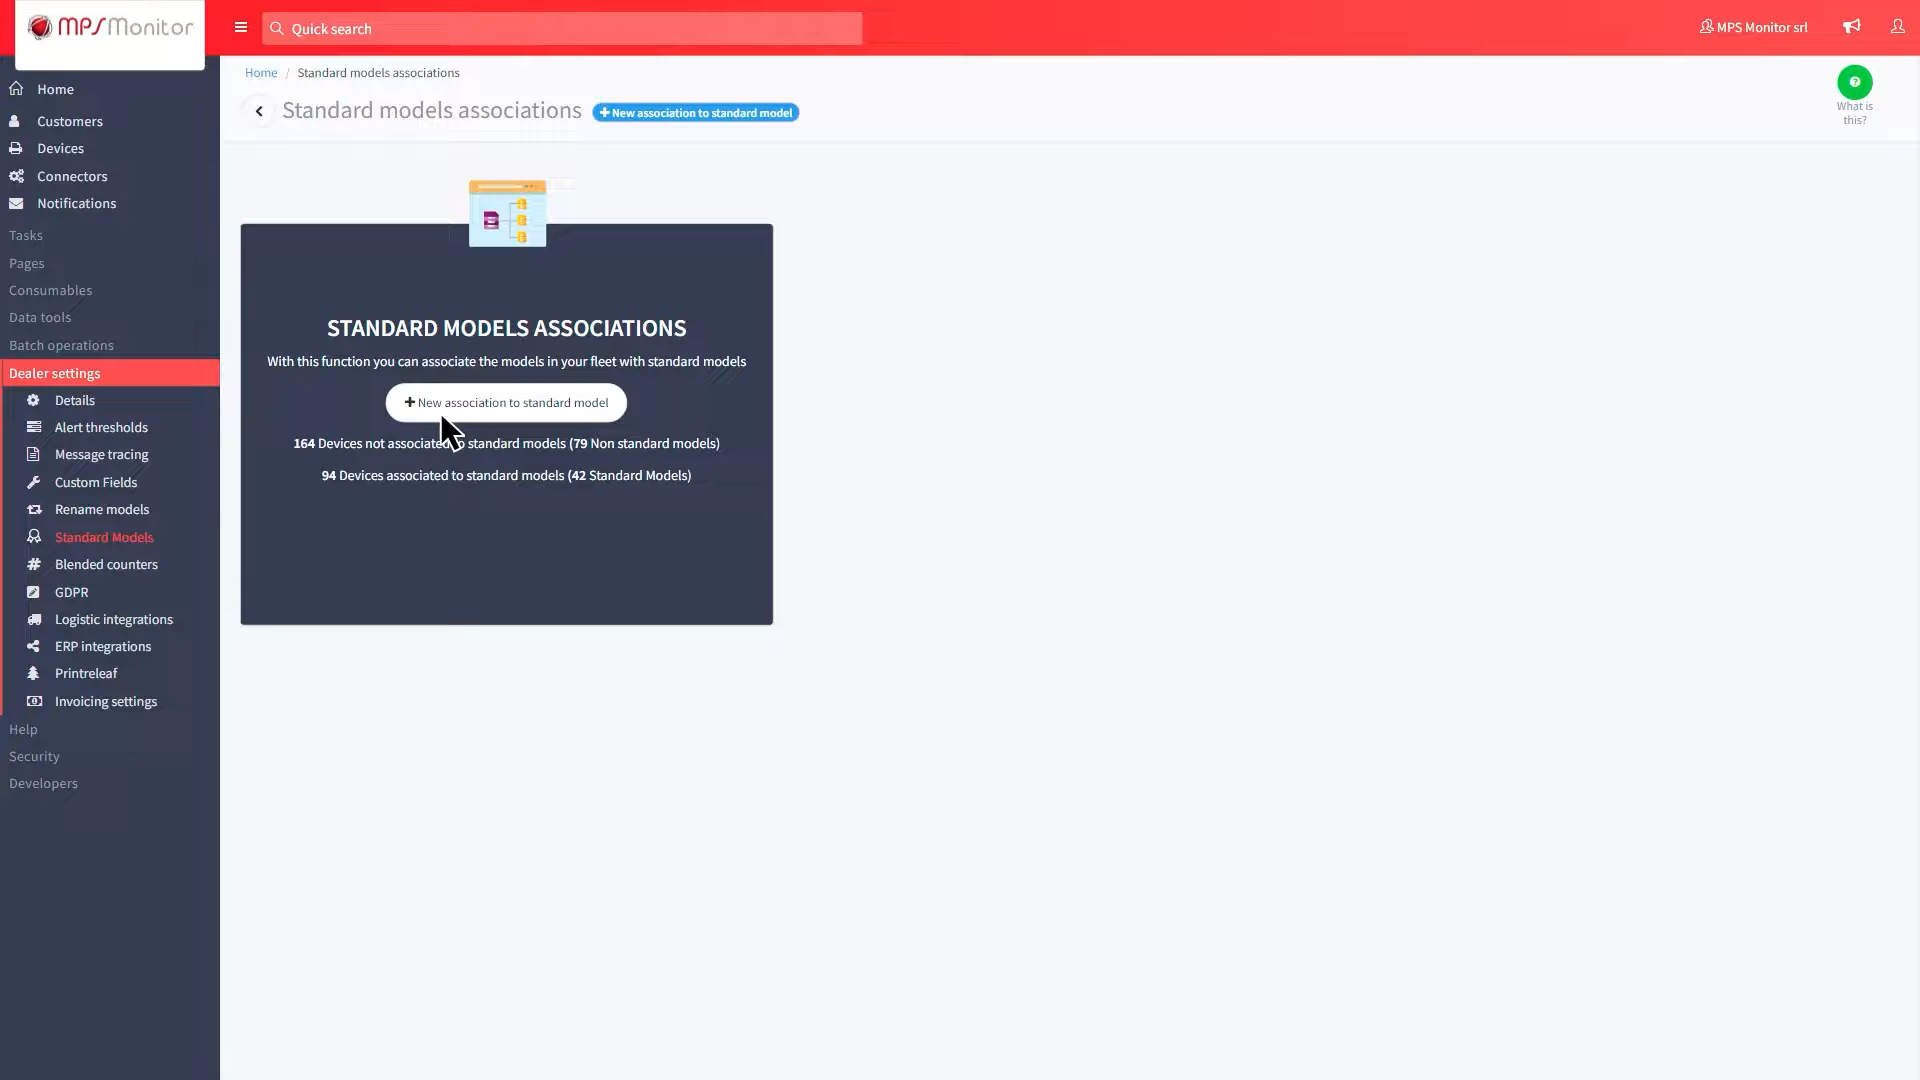 MPS Monitor
Quick search
MPS Monitor srl
Home
Customers
Devices
Connectors
Notifications
Tasks
Pages
Consumables
Data tools
Batch operations
Dealer settings
Details
Alert thresholds
Message tracing
Custom Fields
Rename models
Standard Models
Blended counters
GDPR
Logistic integrations
ERP integrations
Printreleaf
Invoicing settings
Help
Security
Developers
Home / Standard models associations
Standard models associations
New association to standard model
What is
this?
STANDARD MODELS ASSOCIATIONS
With this function you can associate the models in your fleet with standard models
New association to standard model
164 Devices not associated to standard models (79 Non standard models)
94 Devices associated to standard models (42 Standard Models)